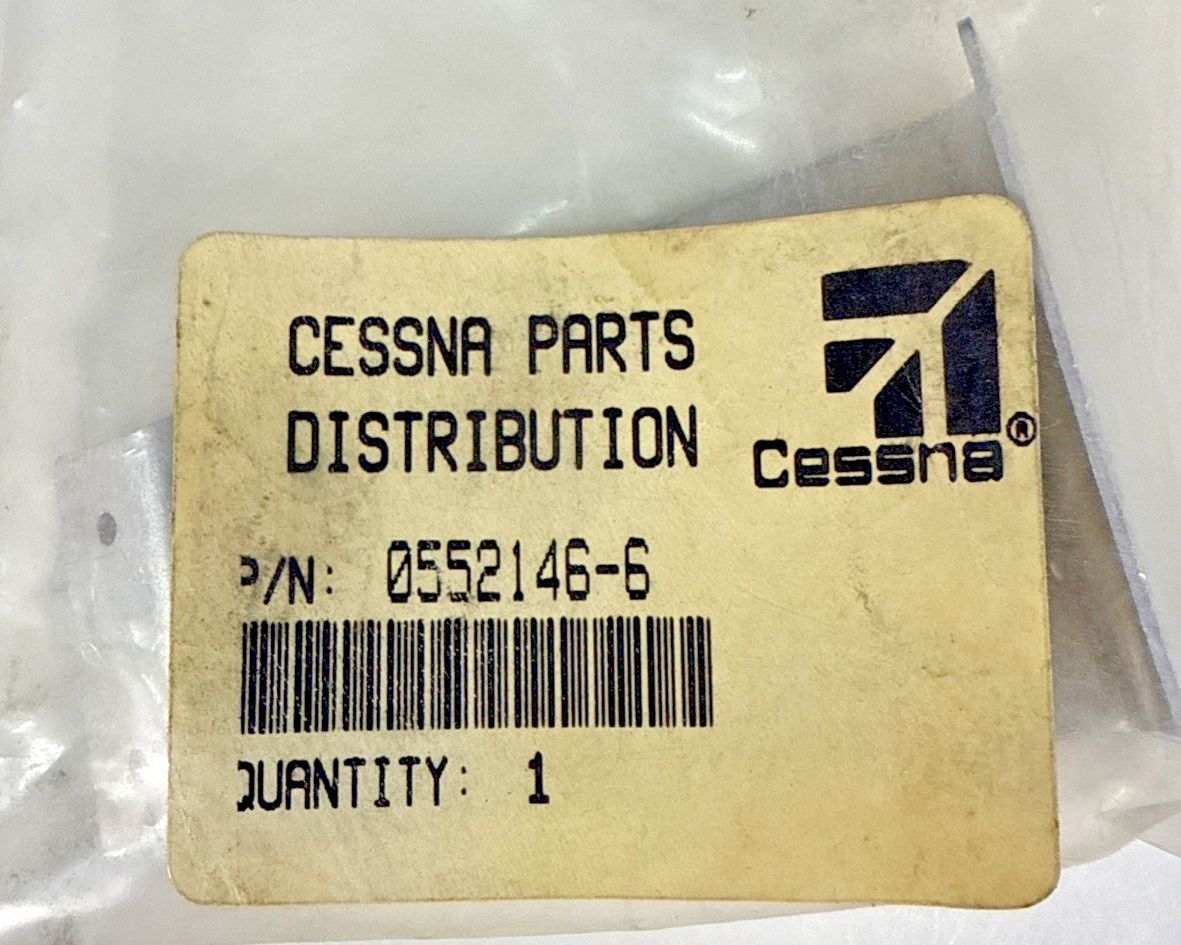 CESSNA PARTS
DISTRIBUTION
Cessna®
P/N: 0552146-6
QUANTITY: 1